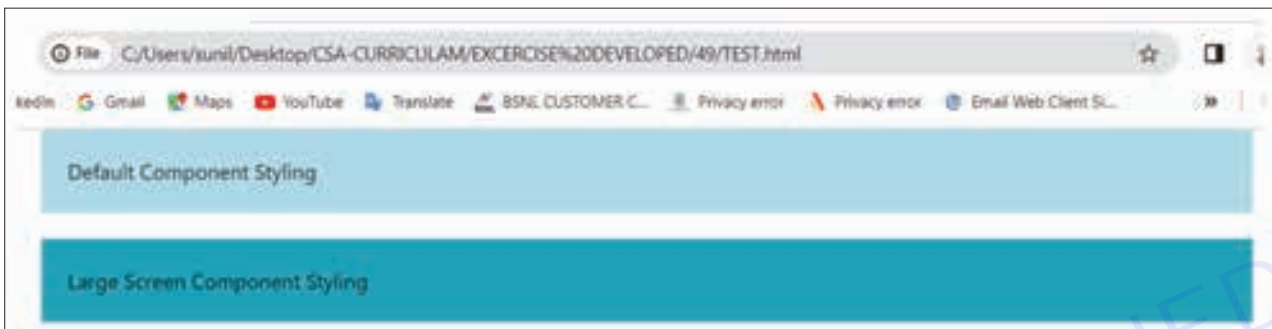 File C:/Users/sunil/Desktop/CSA-CURRICULAM/EXCERCISE%20DEVELOPED/49/TEST.html
kedin Gmail Maps YouTube Translate BSNL CUSTOMER C... Privacy error Privacy error Email Web Client Si... »
Default Component Styling
Large Screen Component Styling